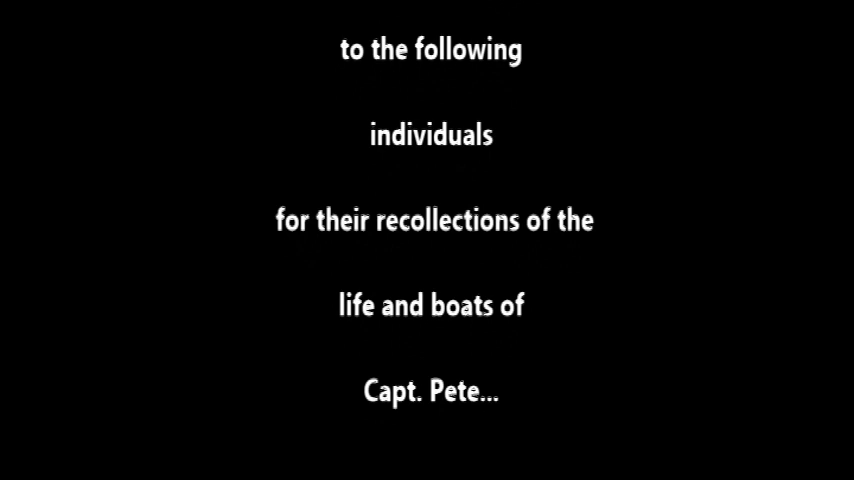 to the following
individuals
for their recollections of the
life and boats of
Capt. Pete...